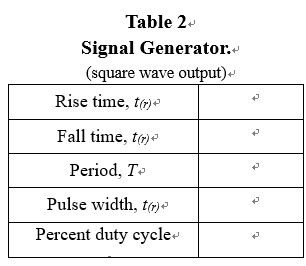 Table 2
Signal Generator.
(square wave output)
Rise time, t(r)
Fall time, t(r)
Period, T
Pulse width, t(r)
Percent duty cycle